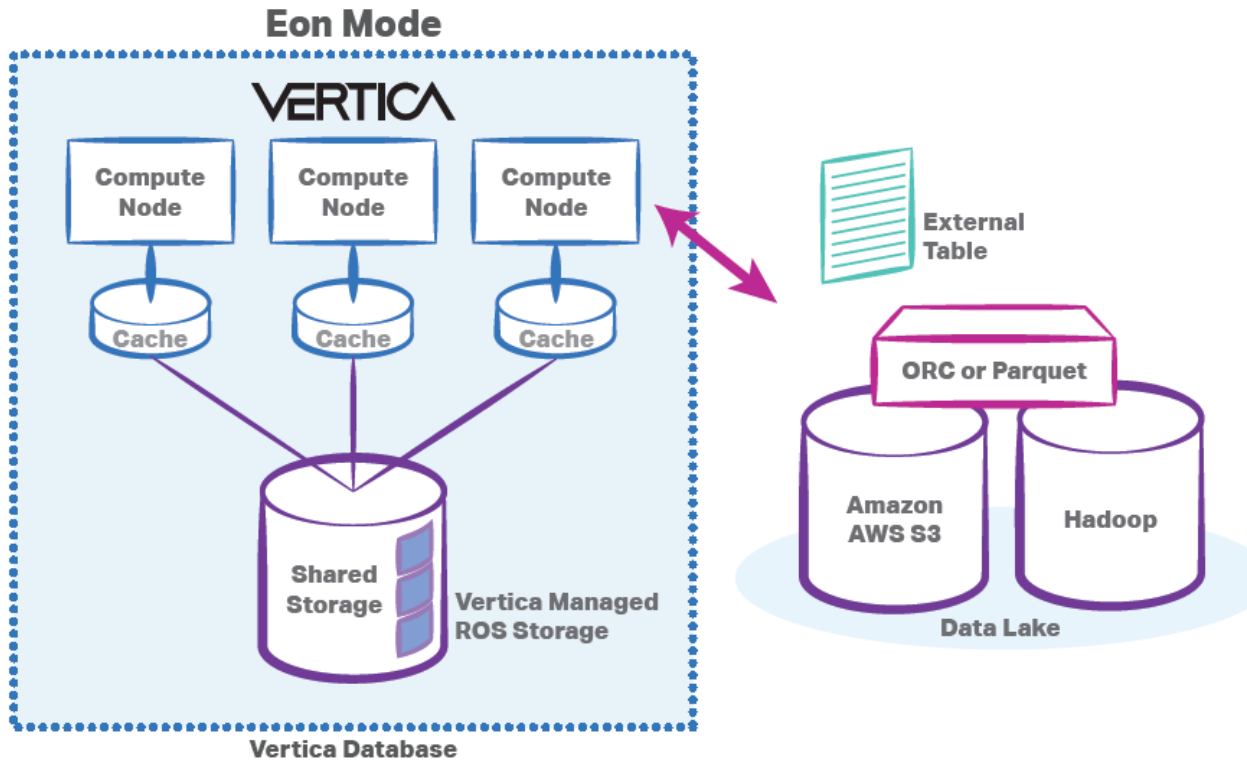 Eon Mode
VERTICA
Compute
Node
Compute
Node
Compute
Node
Cache
Cache
Cache
Shared
Storage
Vertica Managed
ROS Storage
Vertica Database
External
Table
ORC or Parquet
Amazon
AWS S3
Hadoop
Data Lake